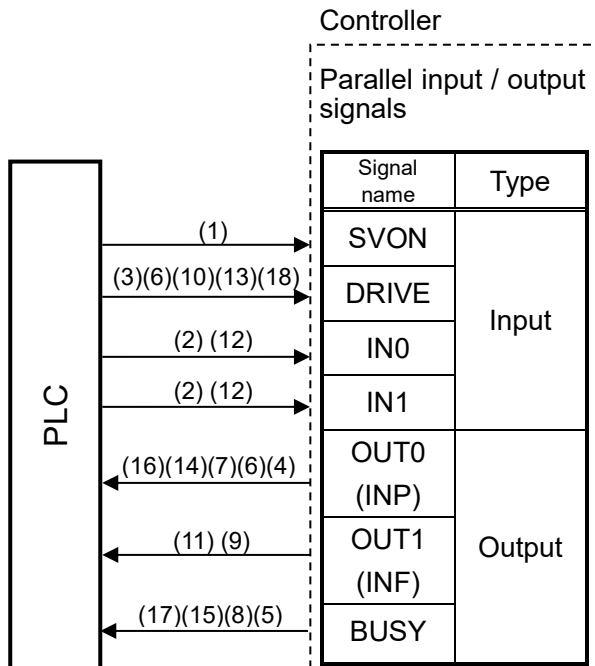 Controller
Parallel input / output
signals
Signal
name
Type
(1)
SVON
(3)(6)(10)(13)(18)
DRIVE
Input
(2) (12)
IN0
(2) (12)
IN1
PLC
(16)(14)(7)(6)(4)
OUT0
(INP)
(11) (9)
OUT1
(INF)
Output
(17)(15)(8)(5)
BUSY